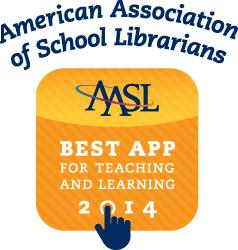 American Association
of School Librarians
AASL
BEST APP
FOR TEACHING
AND LEARNING
2014